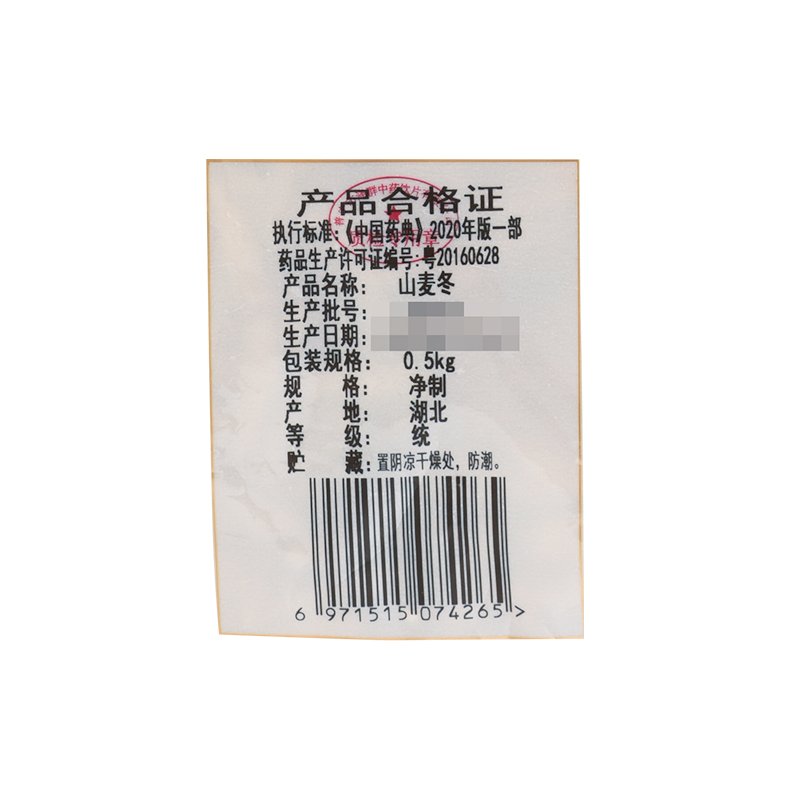 产品合格证
执行标准:《中国药典》2020年版一部
药品生产许可证编号:粤20160628
产品名称: 山麦冬
生产批号:
生产日期:
包装规格: 0.5kg
规 格: 净制
产 地: 湖北
等 级: 统
贮 藏: 置阴凉干燥处, 防潮。
6 971515 074265 >